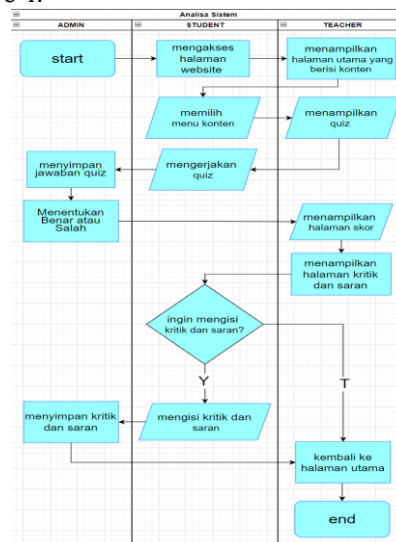 Analisa Sistem
ADMIN
STUDENT
TEACHER
start
mengakses
halaman
website
menampilkan
halaman utama yang
berisi konten
memilih
menu konten
menampilkan
quiz
menyimpan
jawaban quiz
mengerjakan
quiz
Menentukan
Benar atau
Salah
menampilkan
halaman skor
menampilkan
halaman kritik
dan saran
ingin mengisi
kritik dan saran?
Y
T
menyimpan kritik
dan saran
mengisi kritik dan
saran
kembali ke
halaman utama
end